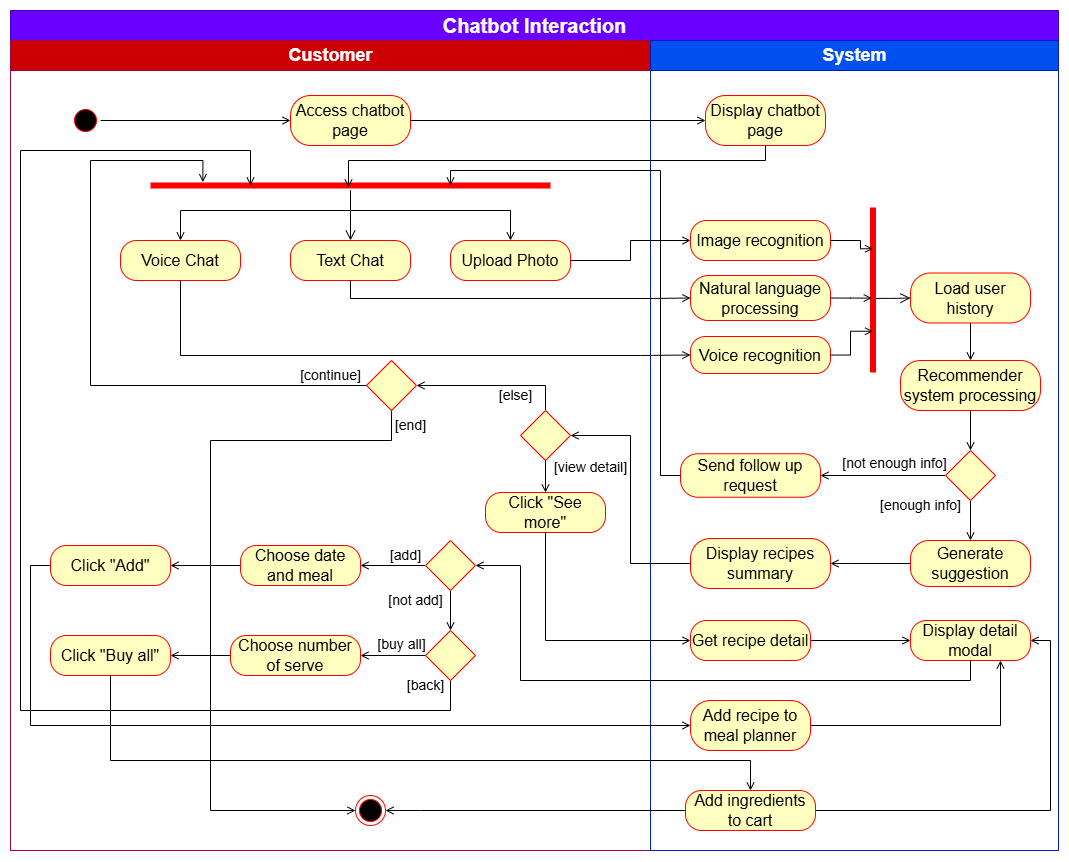 Chatbot Interaction
Customer
System
Access chatbot
page
Display chatbot
page
Voice Chat
Text Chat
Upload Photo
Image recognition
Natural language
processing
Voice recognition
Load user
history
Recommender
system processing
[continue]
[end]
[else]
[view detail]
[not enough info]
[enough info]
Send follow up
request
Click "See
more"
Display recipes
summary
Generate
suggestion
Click "Add"
Choose date
and meal
[add]
[not add]
Click "Buy all"
Choose number
of serve
[buy all]
[back]
Get recipe detail
Display detail
modal
Add recipe to
meal planner
Add ingredients
to cart